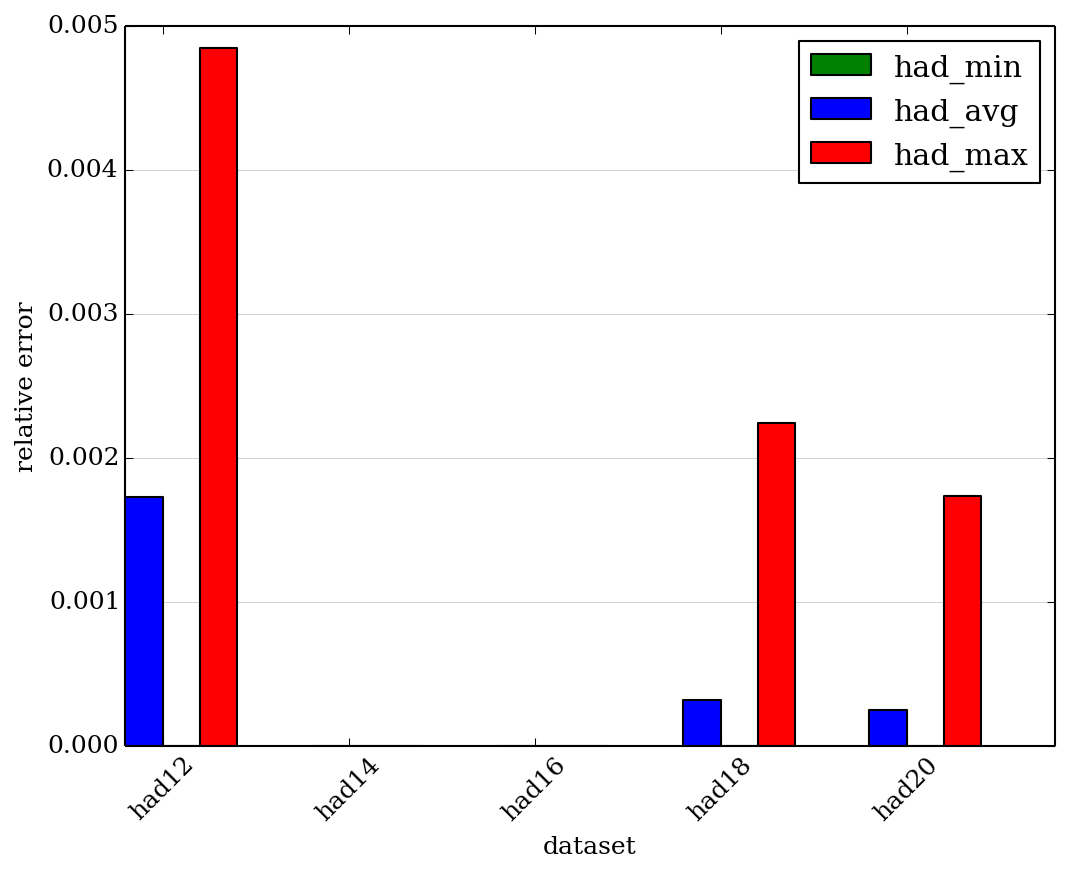 0.005
0.004
0.003
0.002
0.001
0.000
relative error
had_min
had_avg
had_max
had12
had14
had16
had18
had20
dataset